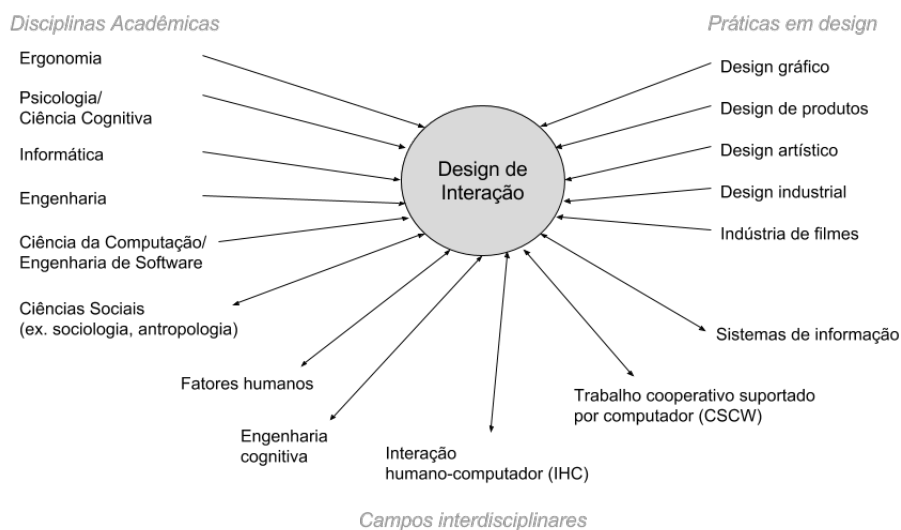 Disciplinas Acadêmicas
Ergonomia
Psicologia/
Ciência Cognitiva
Informática
Engenharia
Ciência da Computação/
Engenharia de Software
Ciências Sociais
(ex. sociologia, antropologia)
Design de
Interação
Práticas em design
Design gráfico
Design de produtos
Design artístico
Design industrial
Indústria de filmes
Fatores humanos
Engenharia
cognitiva
Interação
humano-computador (IHC)
Trabalho cooperativo suportado
por computador (CSCW)
Sistemas de informação
Campos interdisciplinares